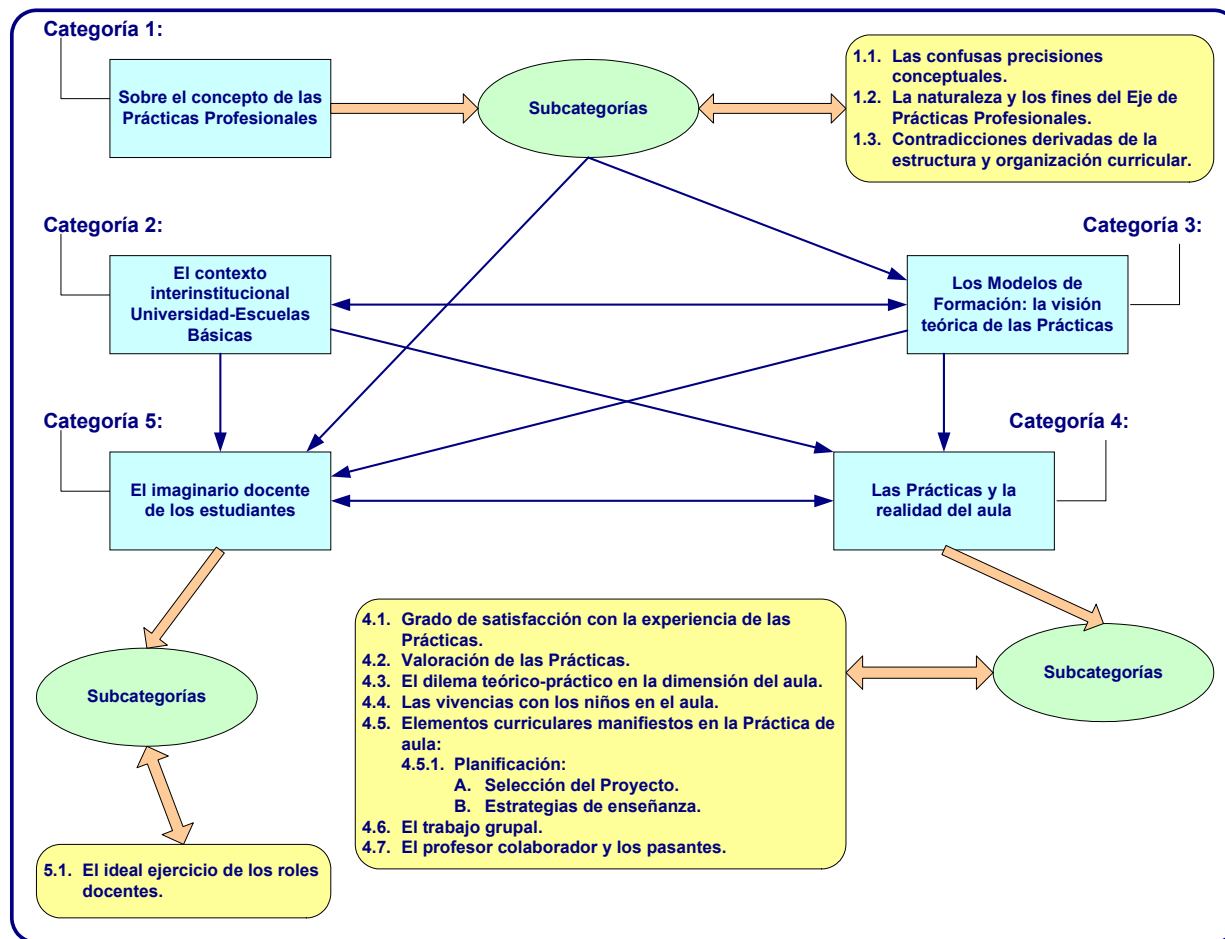 Categoría 1:
Sobre el concepto de las
Prácticas Profesionales
Subcategorías
1.1. Las confusas precisiones
conceptuales.
1.2. La naturaleza y los fines del Eje de
Prácticas Profesionales.
1.3. Contradicciones derivadas de la
estructura y organización curricular.
Categoría 2:
El contexto
interinstitucional
Universidad-Escuelas
Básicas
Categoría 3:
Los Modelos de
Formación: la visión
teórica de las Prácticas
Categoría 5:
El imaginario docente
de los estudiantes
Categoría 4:
Las Prácticas y la
realidad del aula
Subcategorías
4.1. Grado de satisfacción con la experiencia de las
Prácticas.
4.2. Valoración de las Prácticas.
4.3. El dilema teórico-práctico en la dimensión del aula.
4.4. Las vivencias con los niños en el aula.
4.5. Elementos curriculares manifiestos en la Práctica de
aula:
4.5.1. Planificación:
A. Selección del Proyecto.
B. Estrategias de enseñanza.
4.6. El trabajo grupal.
4.7. El profesor colaborador y los pasantes.
Subcategorías
5.1. El ideal ejercicio de los roles
docentes.